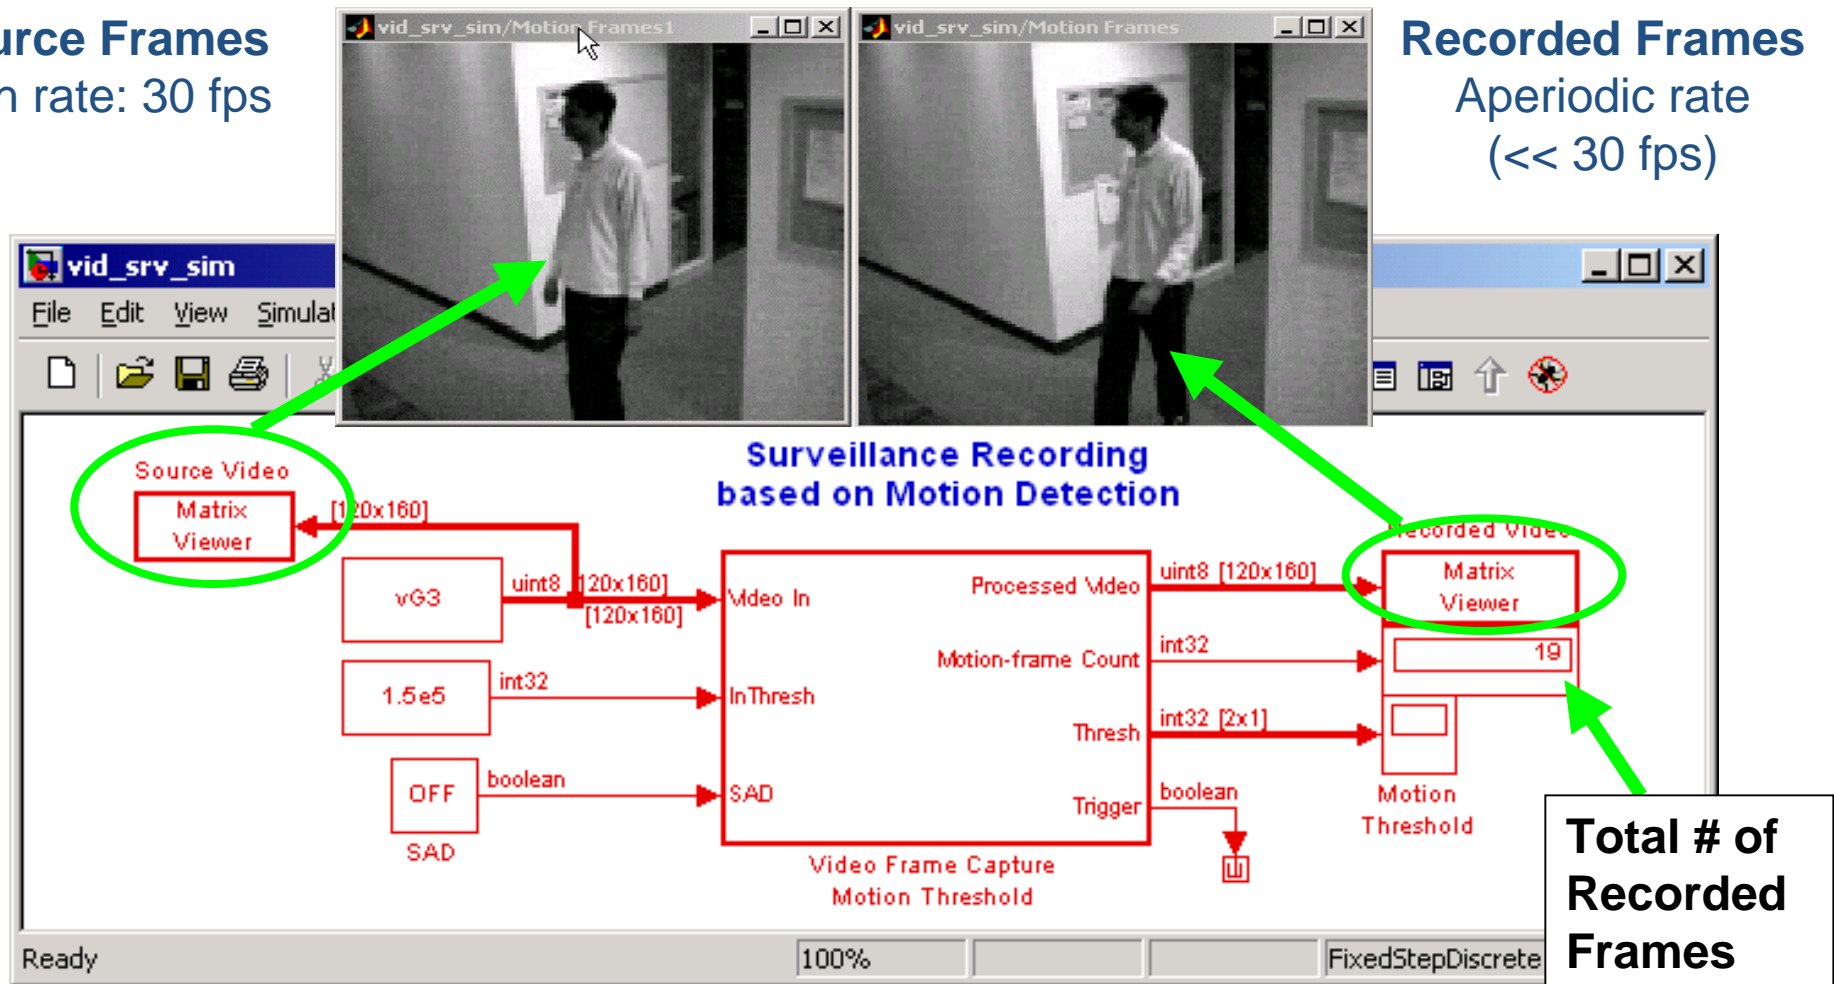 urce Frames
n rate: 30 fps
vid_srv_sim/Motion Frames1
vid_srv_sim/Motion Frames
Recorded Frames
Aperiodic rate
(<< 30 fps)
vid_srv_sim
File Edit View Simulat
Surveillance Recording
based on Motion Detection
Source Video
Matrix
Viewer
[120x160]
vG3
uint8 [120x160]
[120x160]
1.5e5
int32
OFF
boolean
SAD
Video In
InThresh
SAD
Processed Video
Motion-frame Count
Thresh
Trigger
Video Frame Capture
Motion Threshold
uint8 [120x160]
int32
int32 [2x1]
boolean
Recorded Video
Matrix
Viewer
19
Motion
Threshold
Total # of
Recorded
Frames
Ready
100%
FixedStepDiscrete